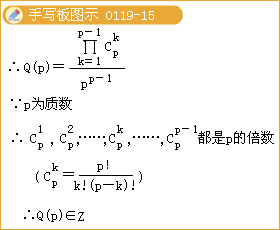 手写板图示 0119-15
∴Q(p)=∏_{k=1}^{p-1} C_p^k / p^{p-1}
∵p为质数
∴ C_p^1 , C_p^2 ,……;C_p^k ,……,C_p^{p-1}都是p的倍数
(C_p^k = p! / k!(p-k)!)
∴Q(p)∈Z